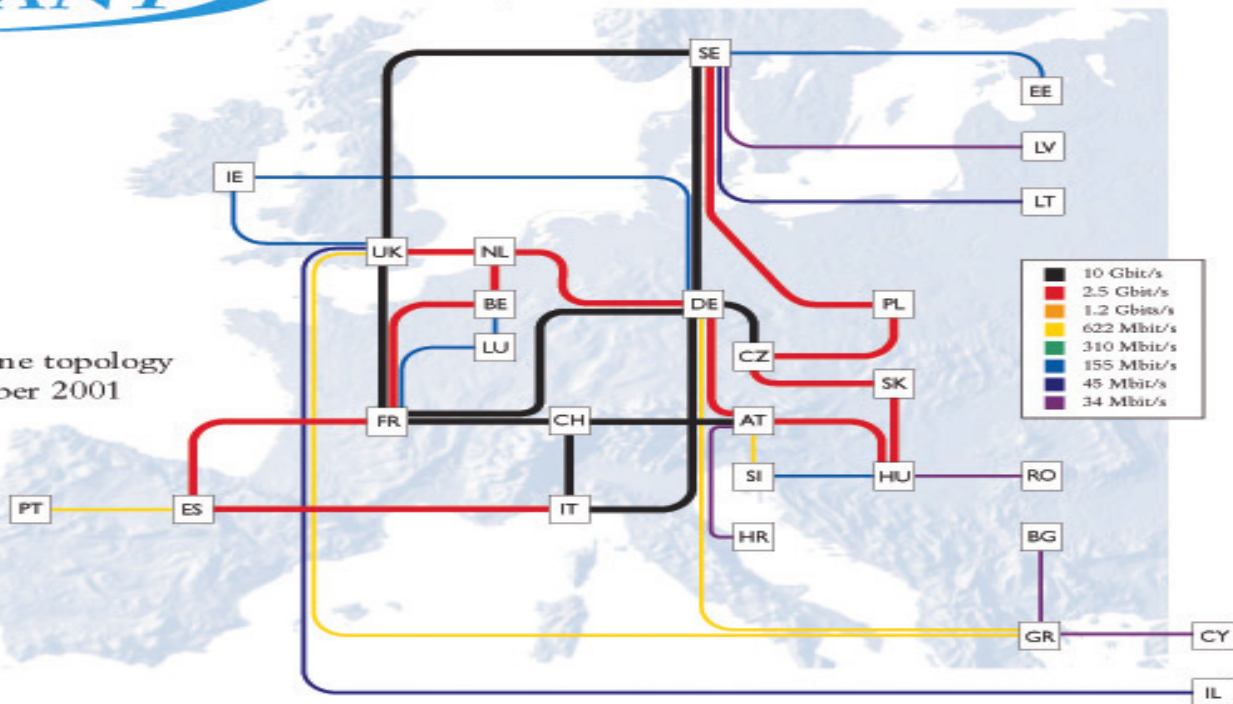 SE
EE
LV
IE
LT
UK
NL
10 Gbit/s
2.5 Gbit/s
1.2 Gbits/s
622 Mbit/s
310 Mbit/s
155 Mbit/s
45 Mbit/s
34 Mbit/s
BE
DE
PL
LU
CZ
topology
2001
SK
FR
CH
AT
SI
HU
RO
PT
ES
IT
HR
BG
GR
CY
IL